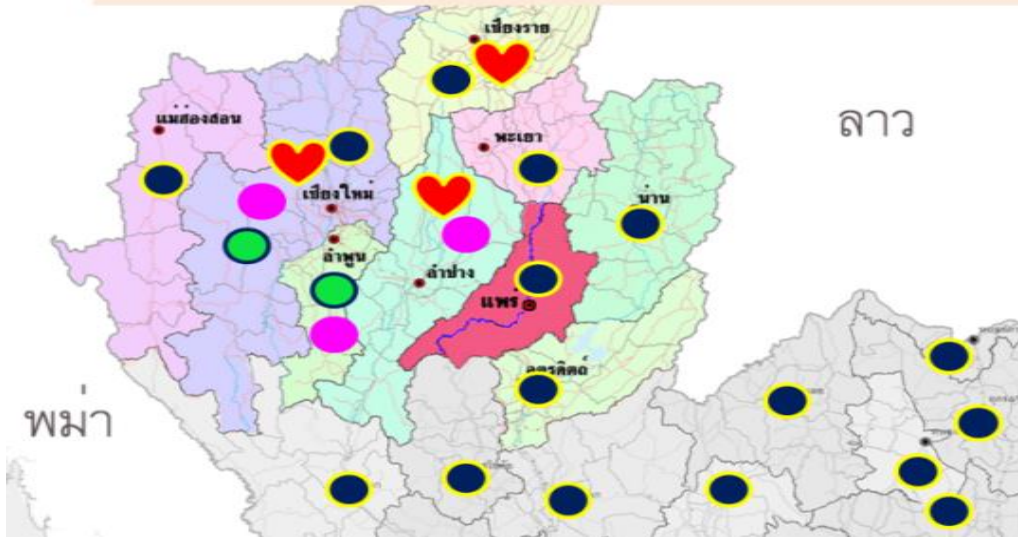 เชียงราย
ลาว
แม่ฮ่องสอน
พะเยา
เชียงใหม่
น่าน
ลำพูน
ลำปาง
แพร่
อุตรดิตถ์
พม่า